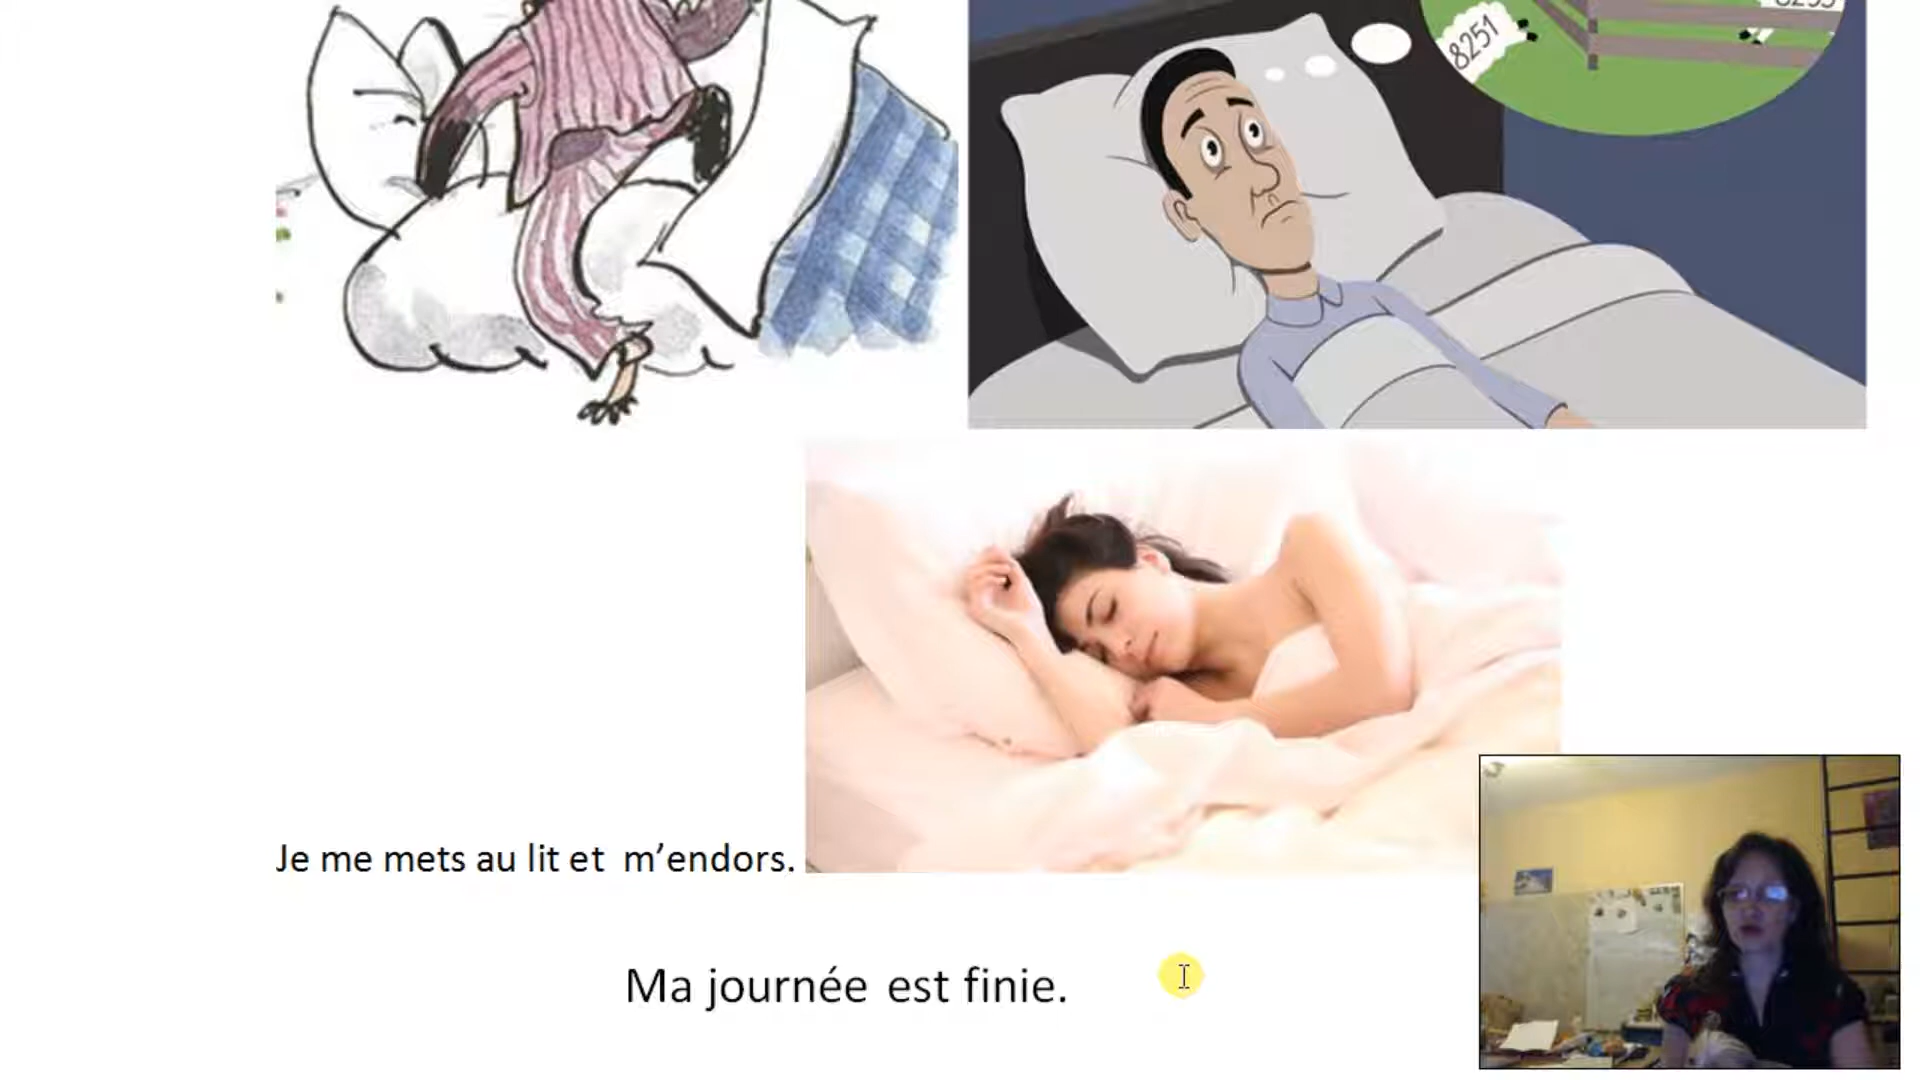 8251
Je me mets au lit et m’endors.
Ma journée est finie.